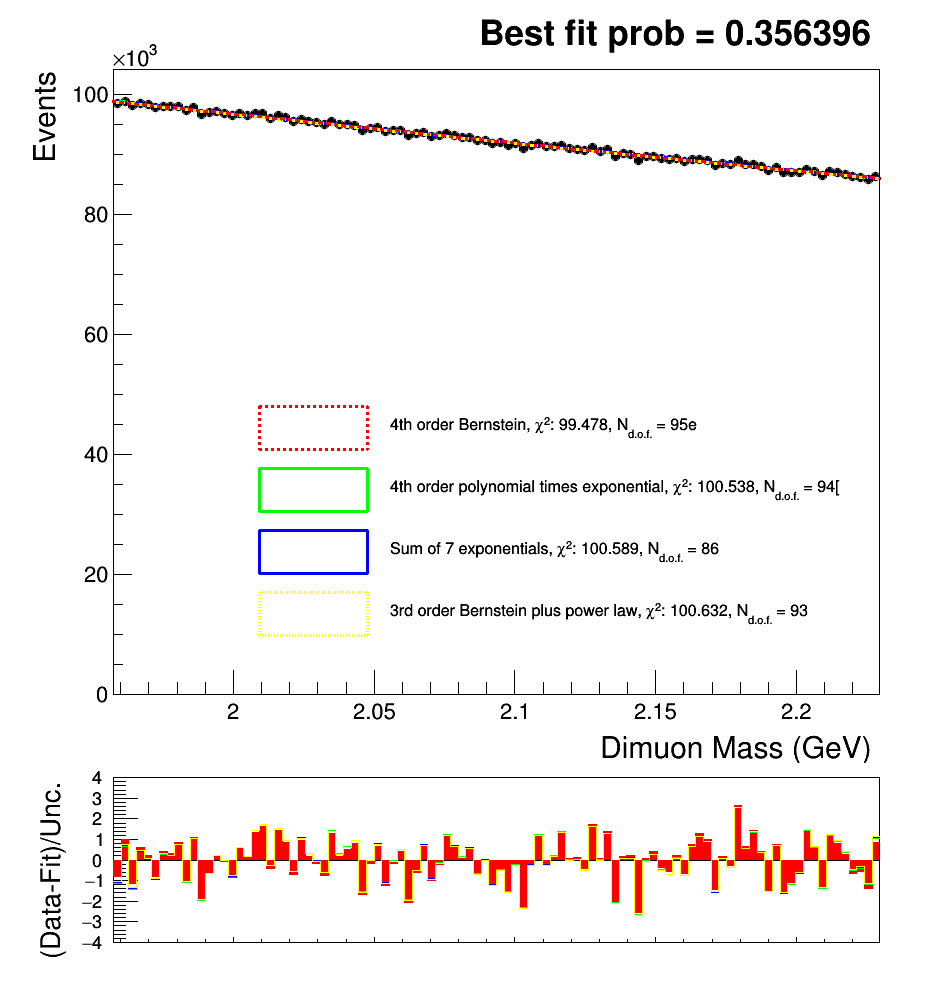 Best fit prob = 0.356396
×10³
Events
100
80
60
40
20
0
4th order Bernstein, χ²: 99.478, N_d.o.f. = 95e
4th order polynomial times exponential, χ²: 100.538, N_d.o.f. = 94[
Sum of 7 exponentials, χ²: 100.589, N_d.o.f. = 86
3rd order Bernstein plus power law, χ²: 100.632, N_d.o.f. = 93
2 2.05 2.1 2.15 2.2
Dimuon Mass (GeV)
(Data-Fit)/Unc.
4
3
2
1
0
−1
−2
−3
−4